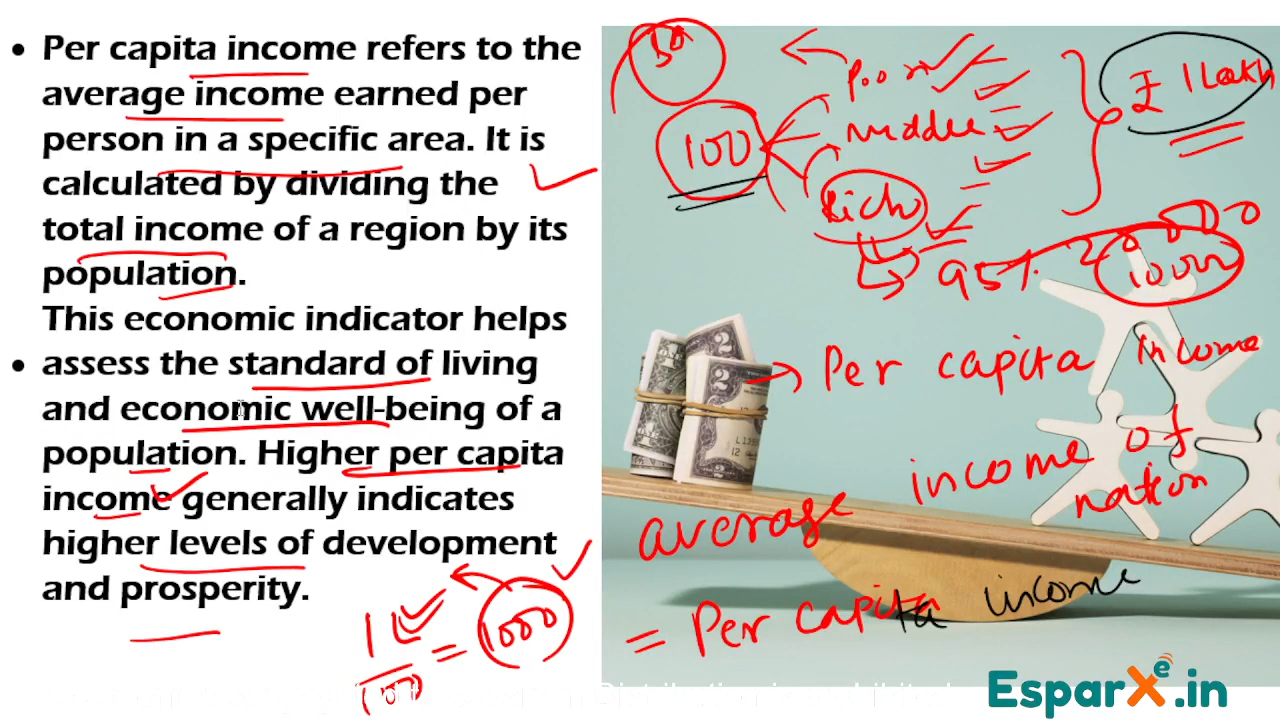 • Per capita income refers to the
average income earned per
person in a specific area. It is
calculated by dividing the
total income of a region by its
population.
This economic indicator helps
• assess the standard of living
and economic well-being of a
population. Higher per capita
income generally indicates
higher levels of development
and prosperity.
1L
100
=
1000
100
Poor
middle
Rich
₹ 1 Lakh
95%
Per capita income
average income of
nation
= Per capita income
EsparXe.in